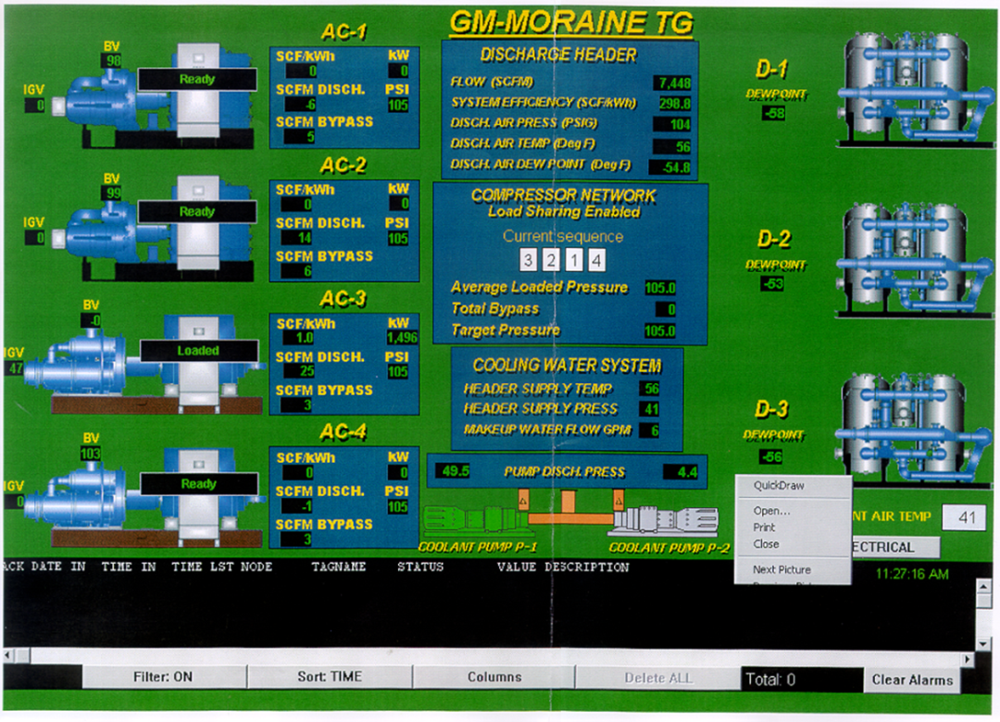 GM-MORAINE TG
AC-1
BV
98
IGV
0
Ready
SCF/kWh kW
0 0
SCFM DISCH. PSI
-6 105
SCFM BYPASS
5
AC-2
BV
99
IGV
0
Ready
SCF/kWh kW
0 0
SCFM DISCH. PSI
14 105
SCFM BYPASS
6
AC-3
BV
-0
IGV
47
Loaded
SCF/kWh kW
1.0 1,496
SCFM DISCH. PSI
25 105
SCFM BYPASS
3
AC-4
BV
103
IGV
0
Ready
SCF/kWh kW
0 0
SCFM DISCH. PSI
-1 105
SCFM BYPASS
3
DISCHARGE HEADER
FLOW (SCFM) 7,448
SYSTEM EFFICIENCY (SCF/kWh) 298.8
DISCH. AIR PRESS (PSIG) 104
DISCH. AIR TEMP (Deg F) 56
DISCH. AIR DEW POINT (Deg F) -54.8
COMPRESSOR NETWORK
Load Sharing Enabled
Current sequence
3 2 1 4
Average Loaded Pressure 105.0
Total Bypass 0
Target Pressure 105.0
COOLING WATER SYSTEM
HEADER SUPPLY TEMP 56
HEADER SUPPLY PRESS 41
MAKEUP WATER FLOW GPM 6
49.5 PUMP DISCH. PRESS 4.4
COOLANT PUMP P-1 COOLANT PUMP P-2
D-1
DEWPOINT
-58
D-2
DEWPOINT
-53
D-3
DEWPOINT
-56
QuickDraw
Open...
Print
Close
Next Picture
NT AIR TEMP 41
ECTRICAL
11:27:16 AM
ACK DATE IN TIME IN TIME LST NODE TAGNAME STATUS VALUE DESCRIPTION
Filter: ON Sort: TIME Columns Delete ALL Total: 0 Clear Alarms